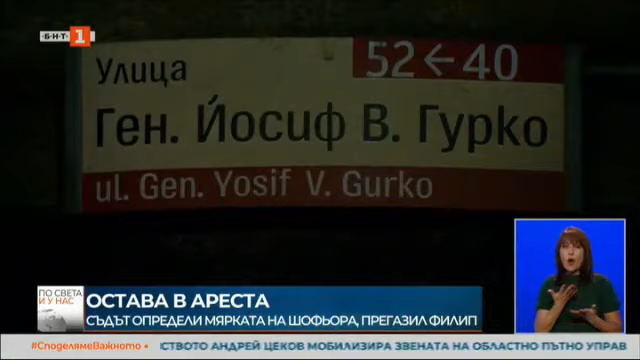 БНТ 1
Улица
52←40
Ген. Йосиф В. Гурко
ul. Gen. Yosif V. Gurko
ПО СВЕТА
И У НАС
ОСТАВА В АРЕСТА
СЪДЪТ ОПРЕДЕЛИ МЯРКАТА НА ШОФЬОРА, ПРЕГАЗИЛ ФИЛИП
#СподелямеВажното • СТВОТО АНДРЕЙ ЦЕКОВ МОБИЛИЗИРА ЗВЕНАТА НА ОБЛАСТНО ПЪТНО УПРАВ